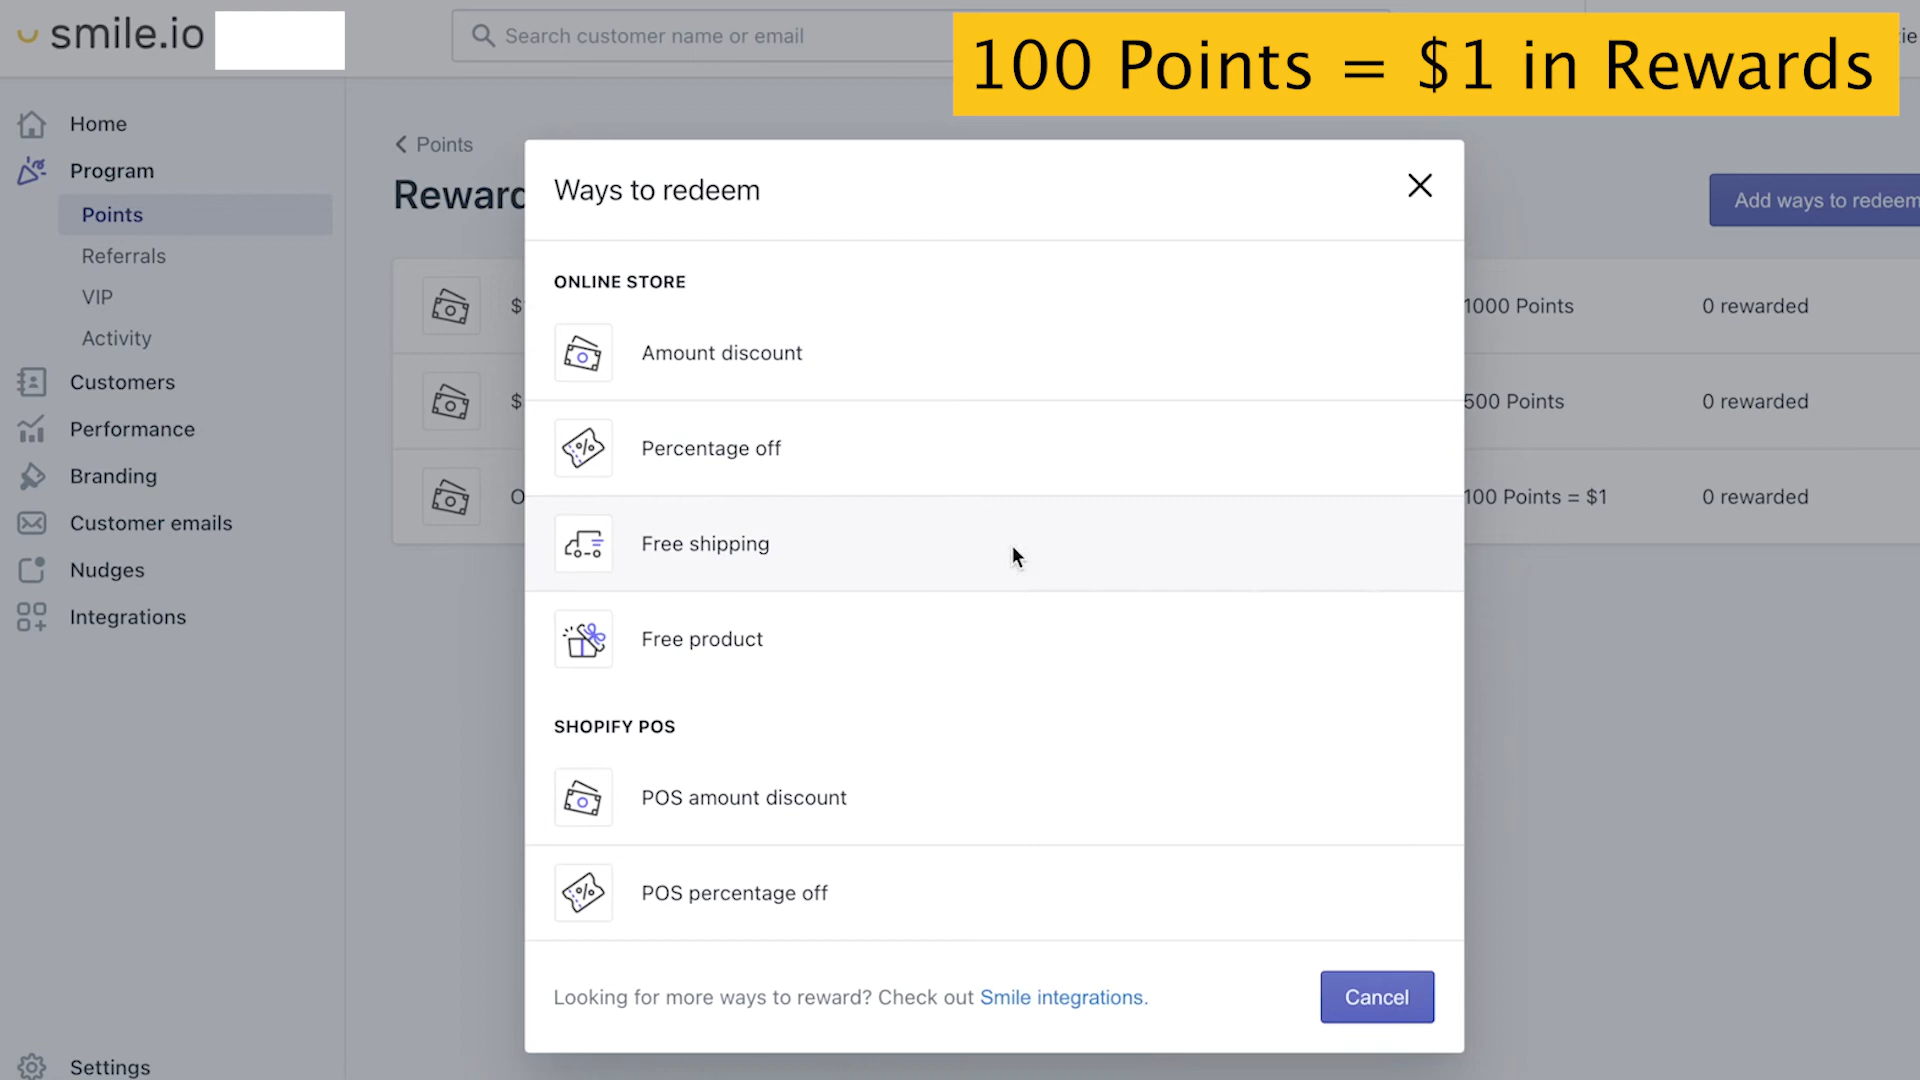 smile.io
Search customer name or email
100 Points = $1 in Rewards
Home
Program
Points
Referrals
VIP
Activity
Customers
Performance
Branding
Customer emails
Nudges
Integrations
Settings
Points
Add ways to redeem
1000 Points 0 rewarded
500 Points 0 rewarded
100 Points = $1 0 rewarded
Ways to redeem
ONLINE STORE
Amount discount
Percentage off
Free shipping
Free product
SHOPIFY POS
POS amount discount
POS percentage off
Looking for more ways to reward? Check out Smile integrations.
Cancel